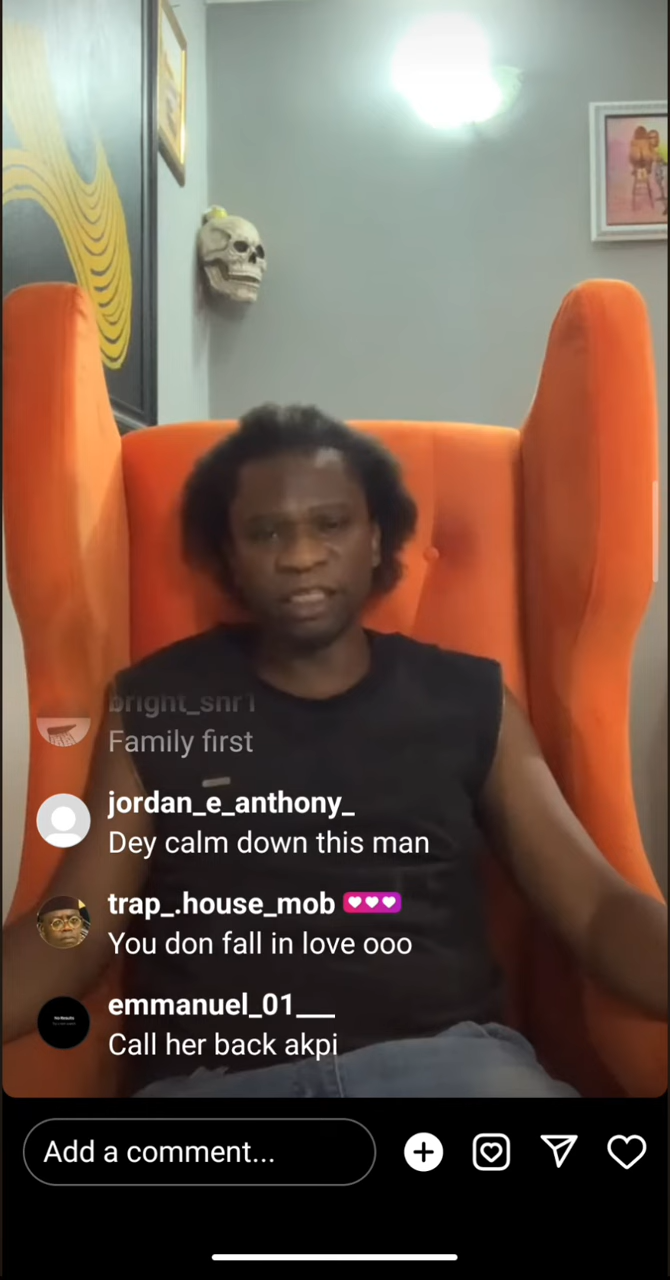 bright_snr1
Family first
jordan_e_anthony_
Dey calm down this man
trap_.house_mob
You don fall in love ooo
emmanuel_01___
Call her back akpi
Add a comment...